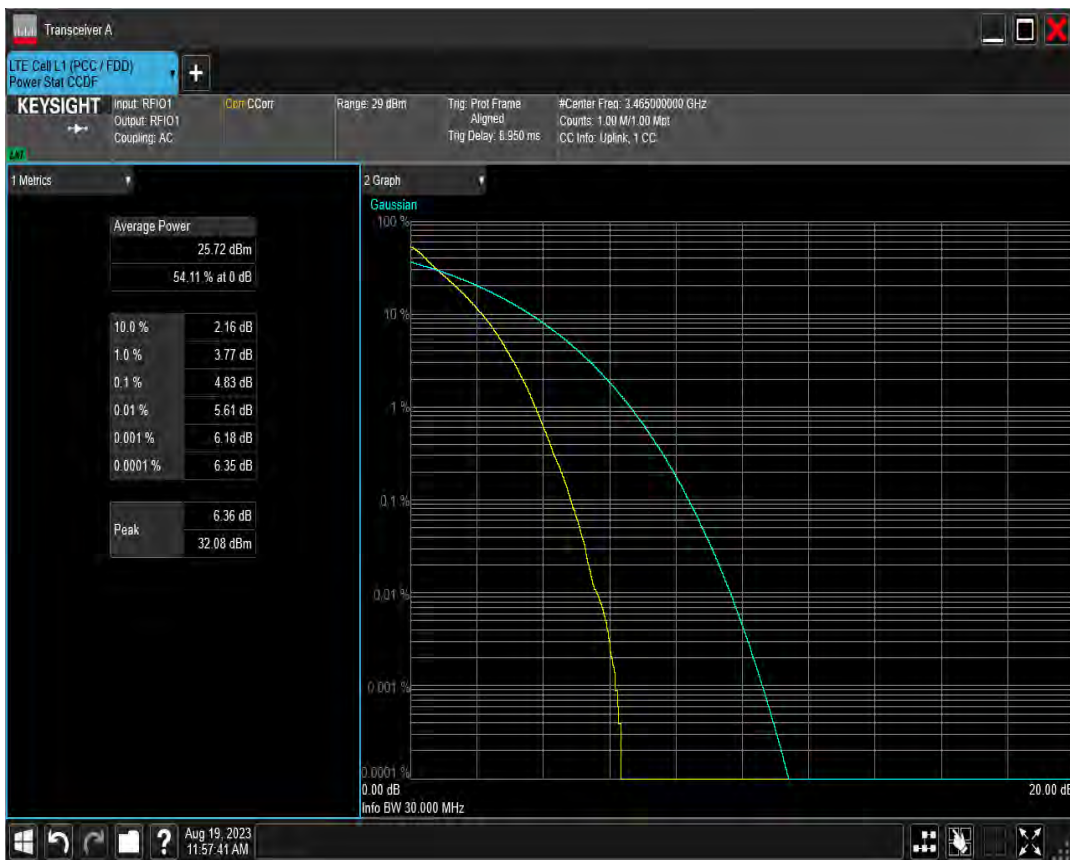 Transceiver A
LTE Cell L1 (PCC / FDD)
Power Stat CCDF
KEYSIGHT
Input: RFIO1
Output: RFIO1
Coupling: AC
Corr CCorr
Range: 29 dBm
Trig: Prot Frame
Aligned
Trig Delay: 8.950 ms
#Center Freq: 3.465000000 GHz
Counts: 1.00 M/1.00 Mpt
CC Info: Uplink, 1 CC
1 Metrics
Average Power
25.72 dBm
54.11 % at 0 dB
10.0 % 2.16 dB
1.0 % 3.77 dB
0.1 % 4.83 dB
0.01 % 5.61 dB
0.001 % 6.18 dB
0.0001 % 6.35 dB
Peak
6.36 dB
32.08 dBm
2 Graph
Gaussian
100 %
10 %
1 %
0.1 %
0.01 %
0.001 %
0.0001 %
0.00 dB
20.00 dB
Info BW 30.000 MHz
Aug 19, 2023
11:57:41 AM